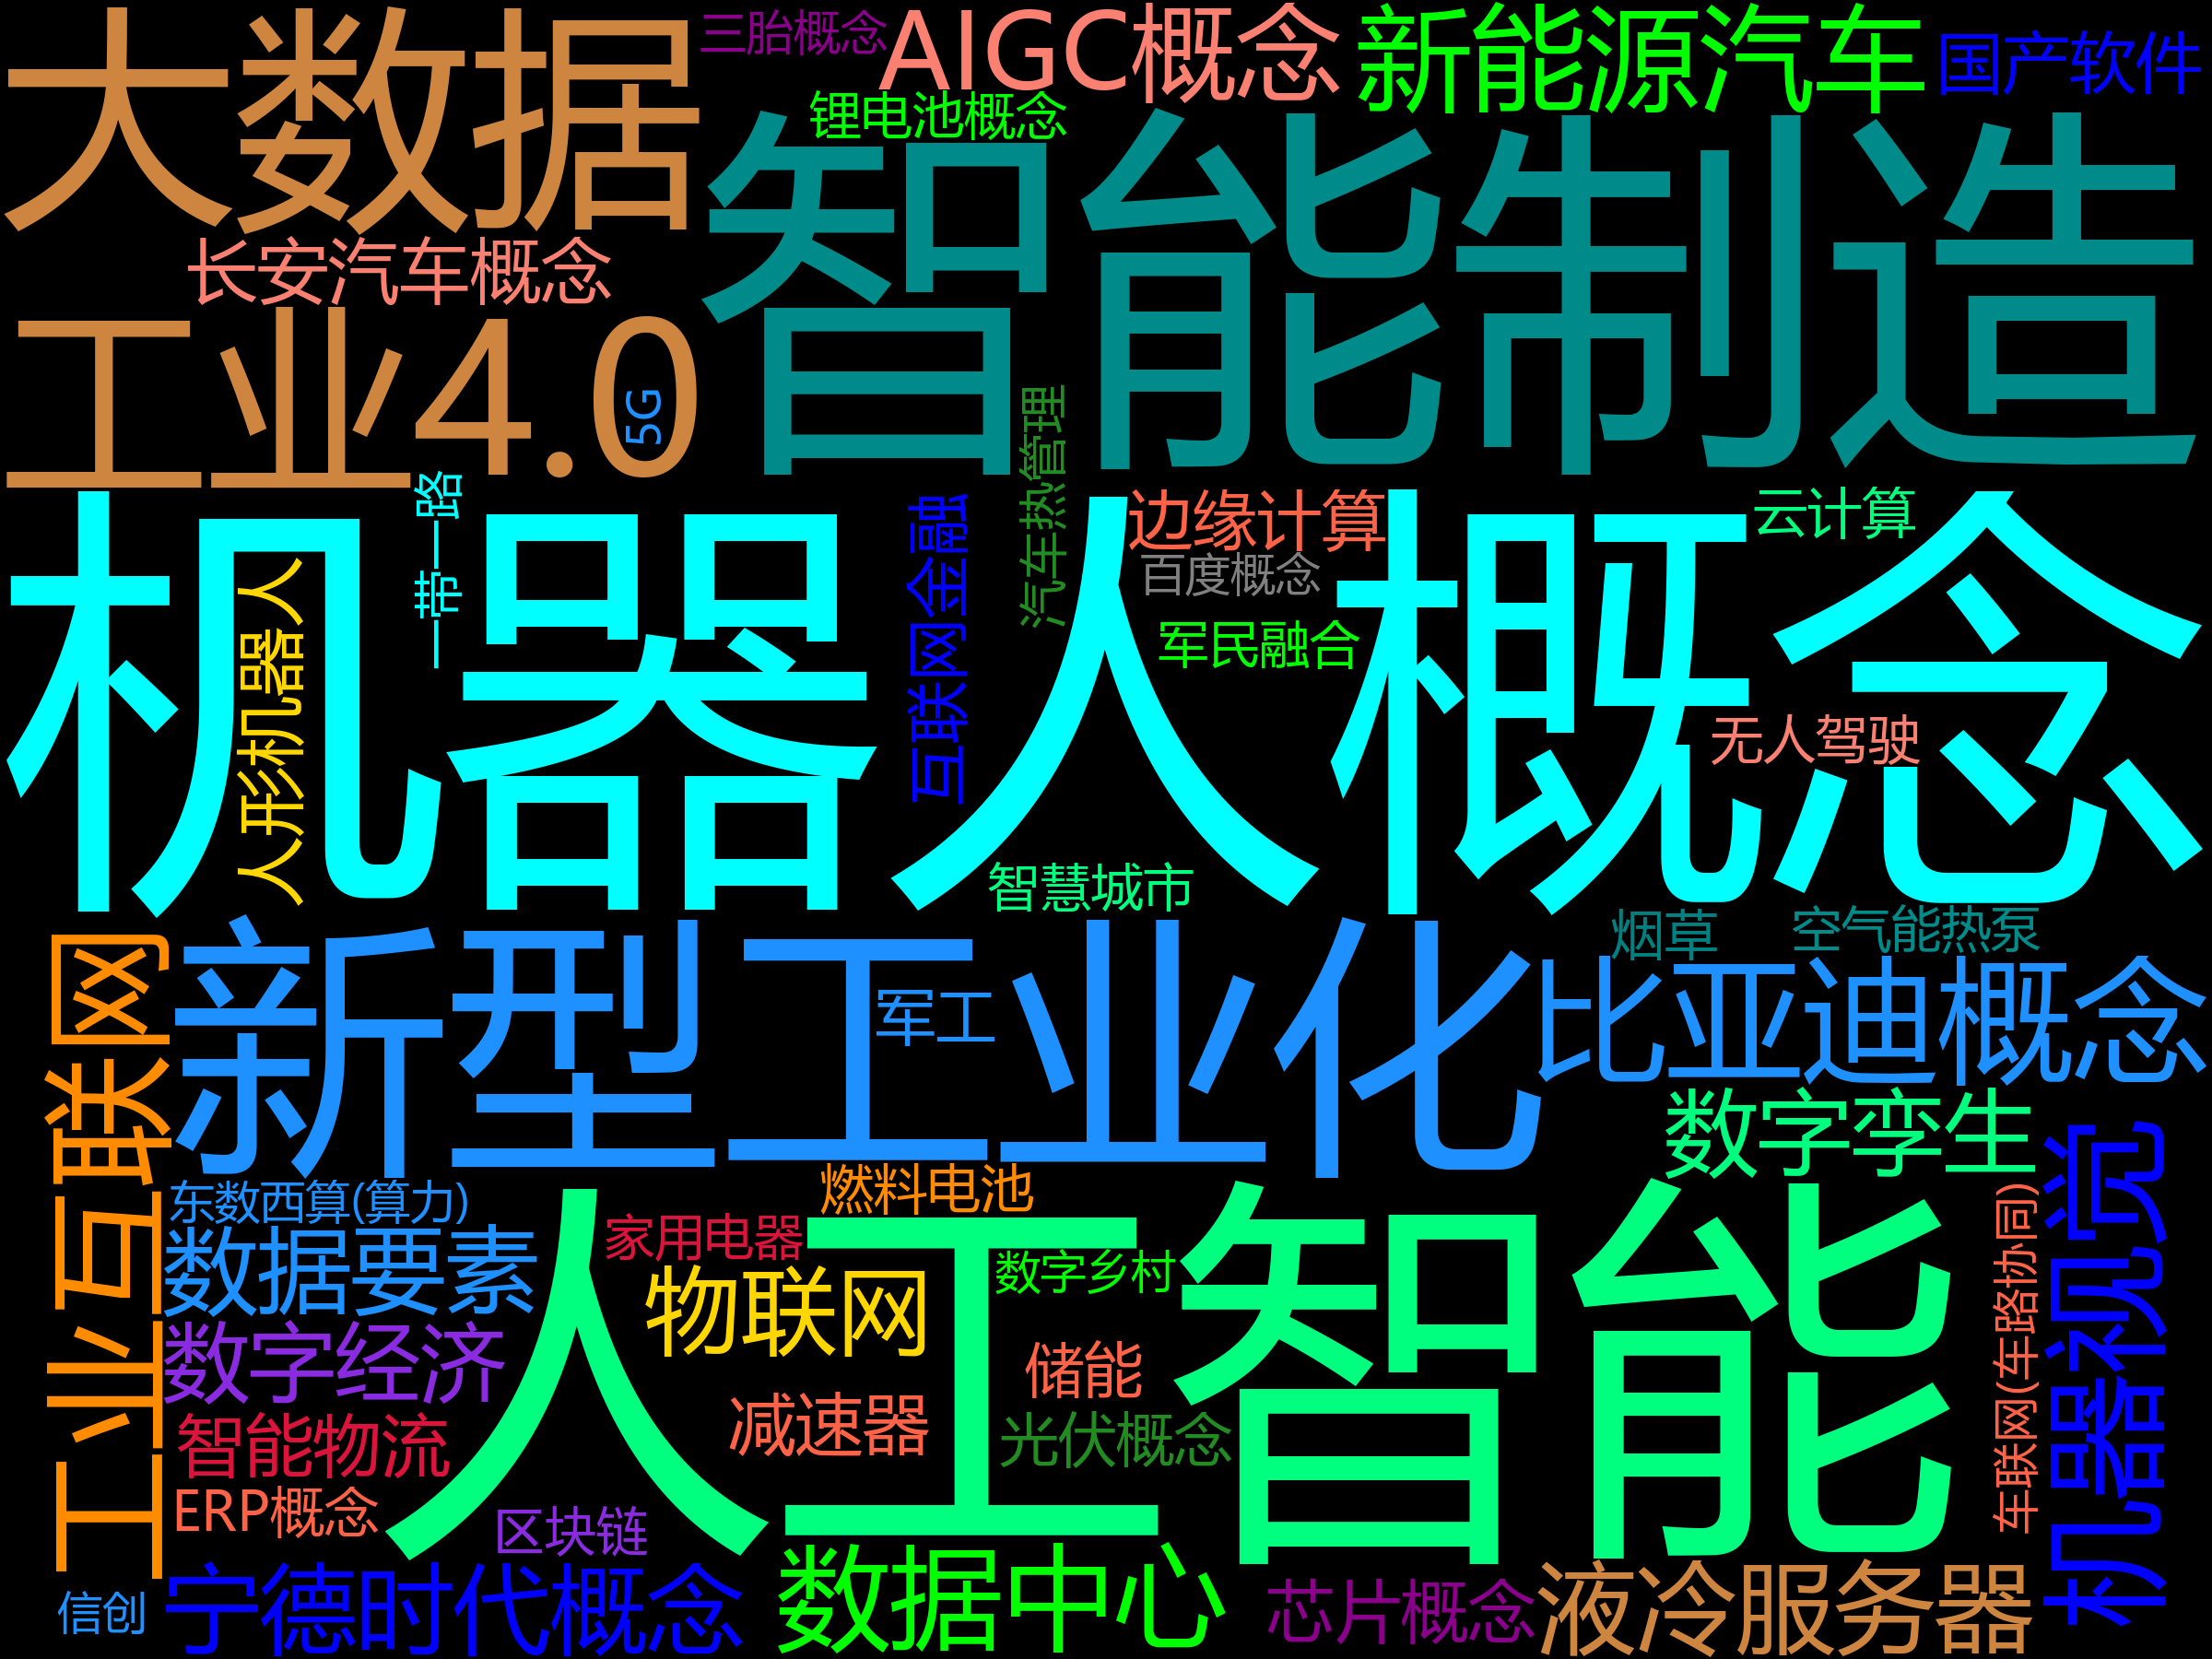 三胎概念
AIGC概念
新能源汽车
国产软件
大数据
锂电池概念
智能制造
长安汽车概念
工业4.0
5G
汽车热管理
一带一路
机器人概念
互联网金融
边缘计算
云计算
百度概念
人形机器人
军民融合
无人驾驶
智慧城市
烟草
空气能热泵
工业互联网
新型工业化
军工
比亚迪概念
数字孪生
机器视觉
东数西算(算力)
燃料电池
人工智能
家用电器
车联网(车路协同)
数据要素
物联网
数字乡村
数字经济
储能
减速器
智能物流
光伏概念
ERP概念
区块链
数据中心
宁德时代概念
信创
芯片概念
液冷服务器